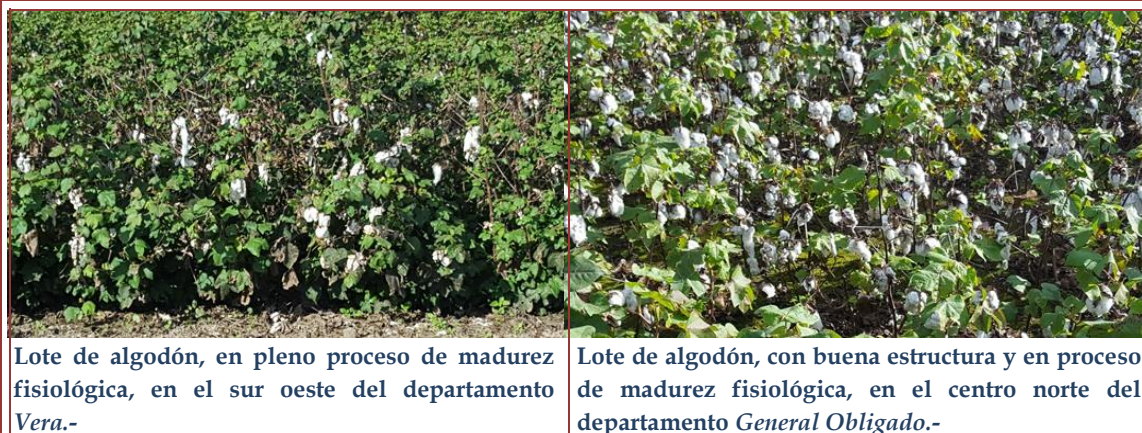 Lote de algodón, en pleno proceso de madurez
fisiológica, en el sur oeste del departamento
Vera.-
Lote de algodón, con buena estructura y en proceso
de madurez fisiológica, en el centro norte del
departamento General Obligado.-